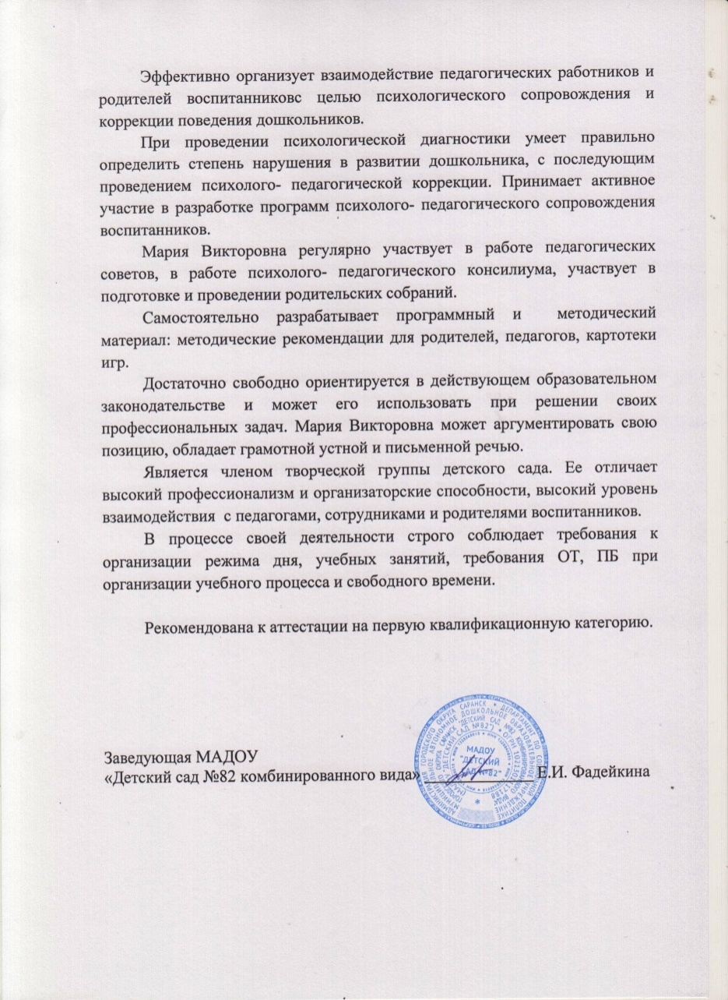 Эффективно организует взаимодействие педагогических работников и
родителей воспитанниковс целью психологического сопровождения и
коррекции поведения дошкольников.
При проведении психологической диагностики умеет правильно
определить степень нарушения в развитии дошкольника, с последующим
проведением психолого- педагогической коррекции. Принимает активное
участие в разработке программ психолого- педагогического сопровождения
воспитанников.
Мария Викторовна регулярно участвует в работе педагогических
советов, в работе психолого- педагогического консилиума, участвует в
подготовке и проведении родительских собраний.
Самостоятельно разрабатывает программный и методический
материал: методические рекомендации для родителей, педагогов, картотеки
игр.
Достаточно свободно ориентируется в действующем образовательном
законодательстве и может его использовать при решении своих
профессиональных задач. Мария Викторовна может аргументировать свою
позицию, обладает грамотной устной и письменной речью.
Является членом творческой группы детского сада. Ее отличает
высокий профессионализм и организаторские способности, высокий уровень
взаимодействия с педагогами, сотрудниками и родителями воспитанников.
В процессе своей деятельности строго соблюдает требования к
организации режима дня, учебных занятий, требования ОТ, ПБ при
организации учебного процесса и свободного времени.
Рекомендована к аттестации на первую квалификационную категорию.
Заведующая МАДОУ
«Детский сад №82 комбинированного вида» Е.И. Фадейкина
МАДОУ
"ДЕТСКИЙ
САД №82"